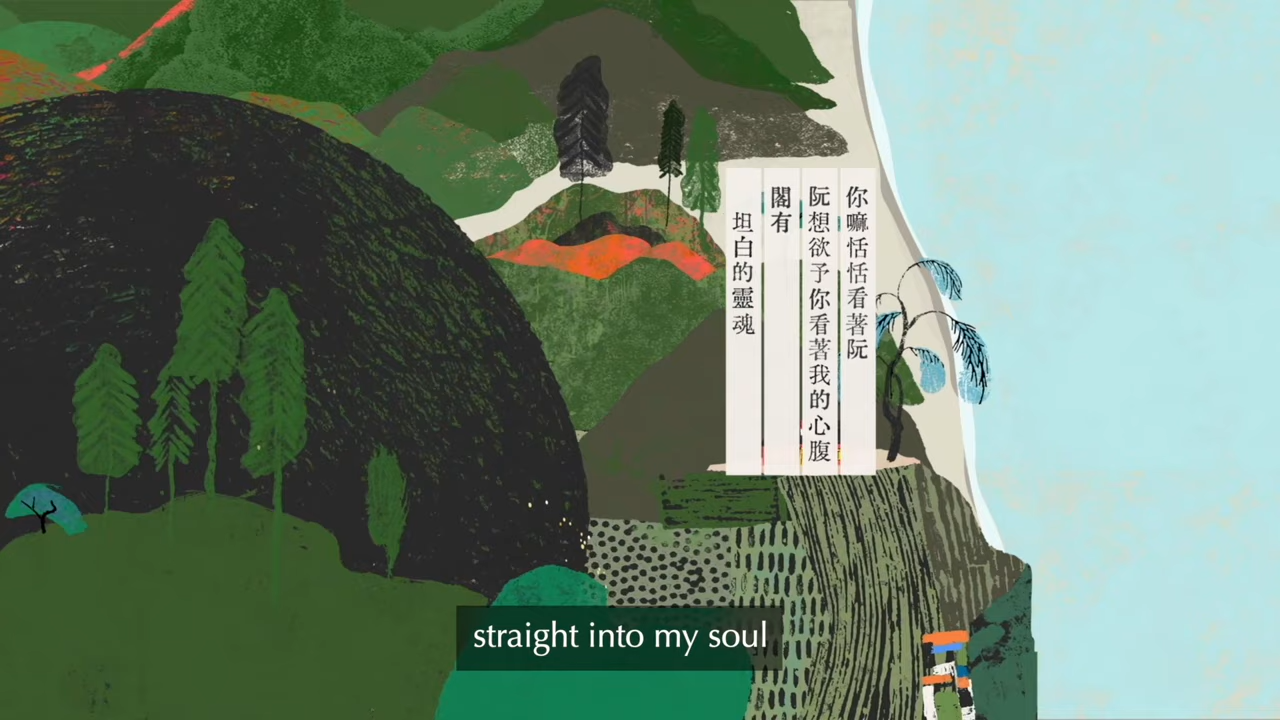 你嘛恬恬看著阮
阮想欲予你看著我的心腹
閣有
坦白的靈魂
straight into my soul